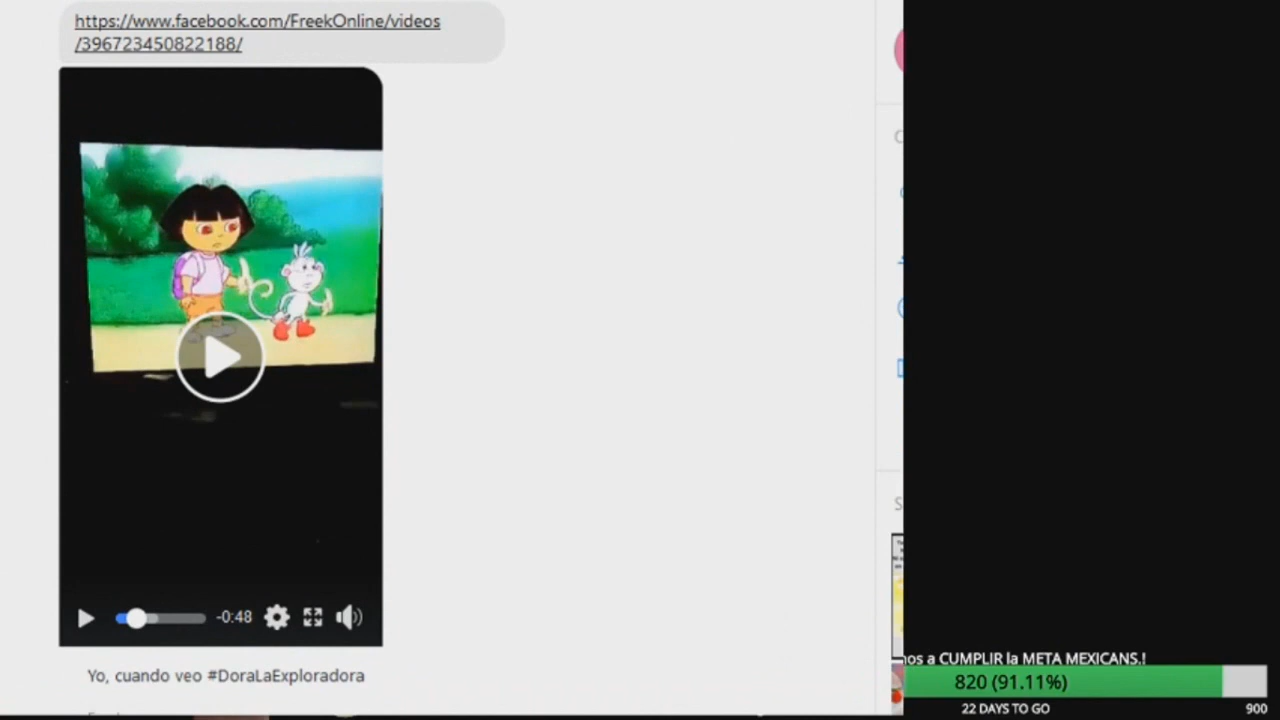 https://www.facebook.com/FreekOnline/videos
/396723450822188/
-0:48
Yo, cuando veo #DoraLaExploradora
a CUMPLIR la META MEXICANS.!
820 (91.11%)
22 DAYS TO GO
900